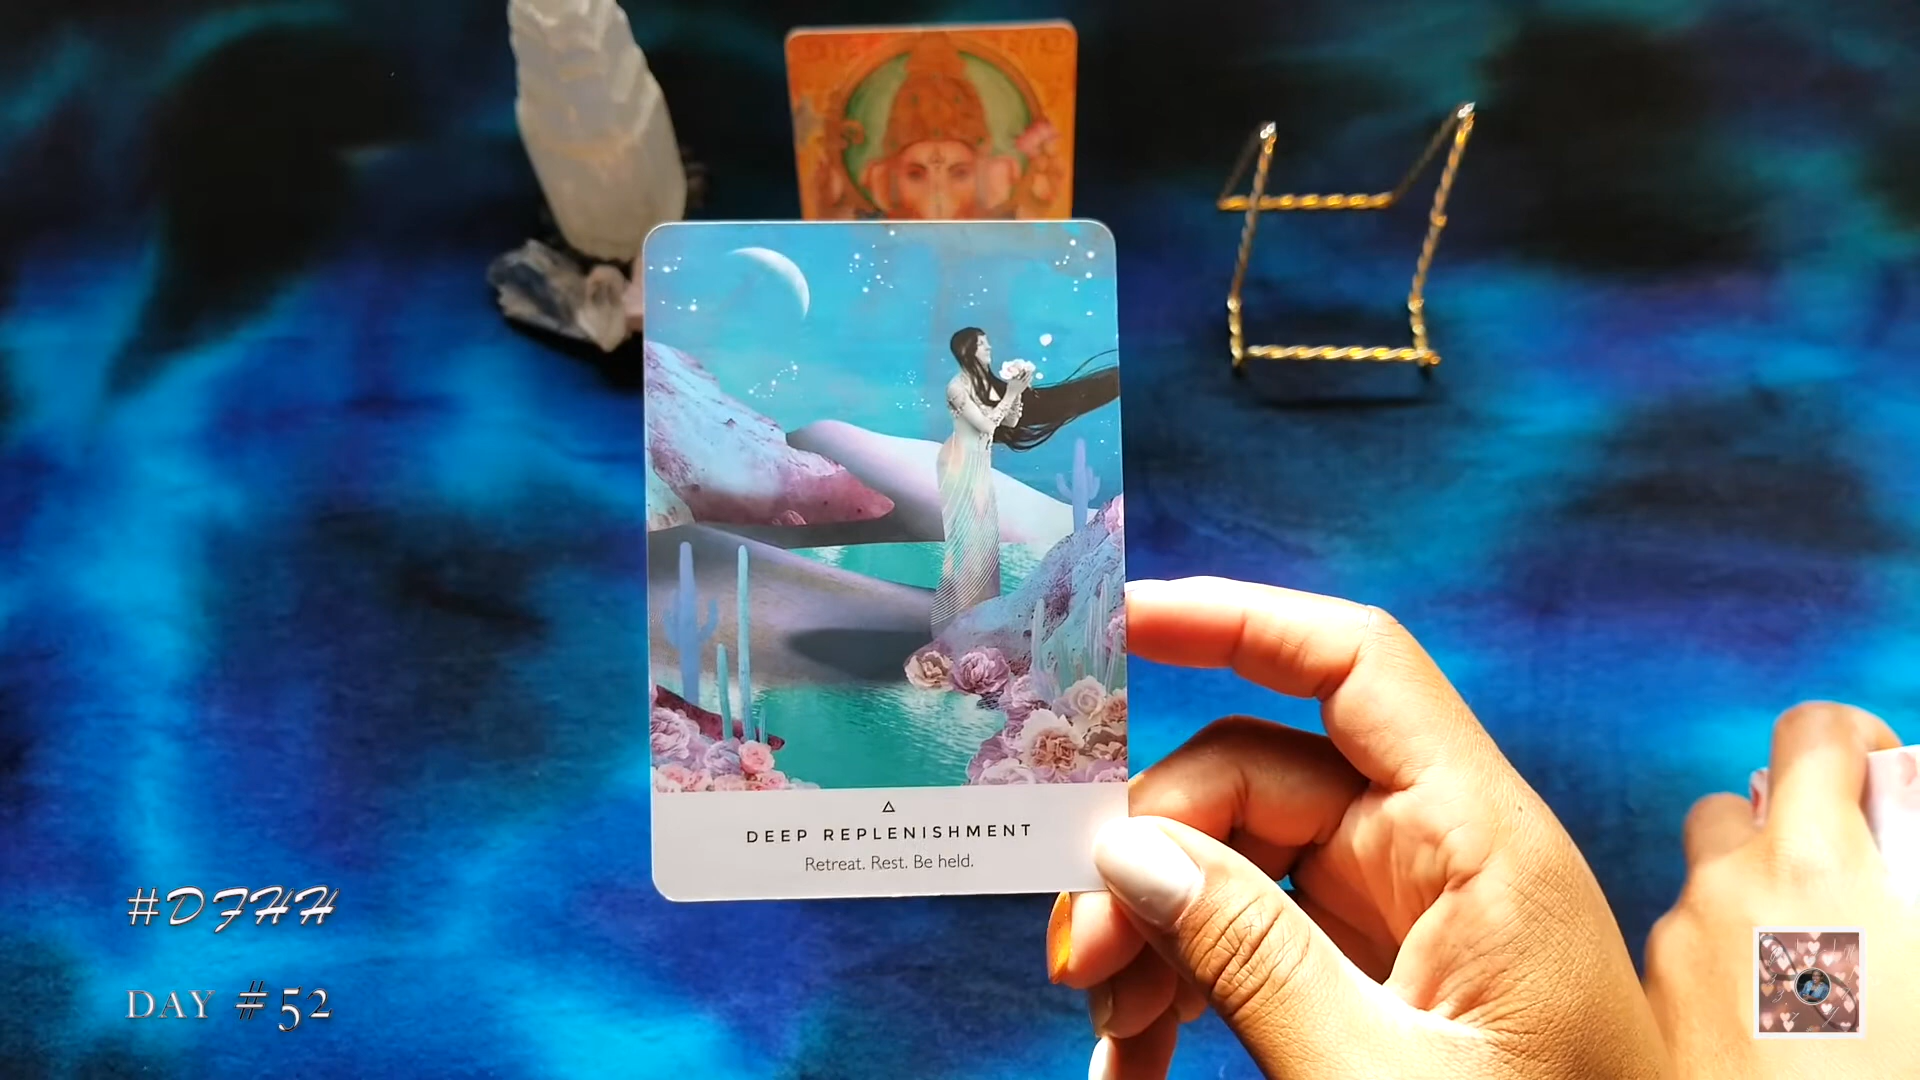 DEEP REPLENISHMENT
Retreat. Rest. Be held.
#DFHH
DAY #52